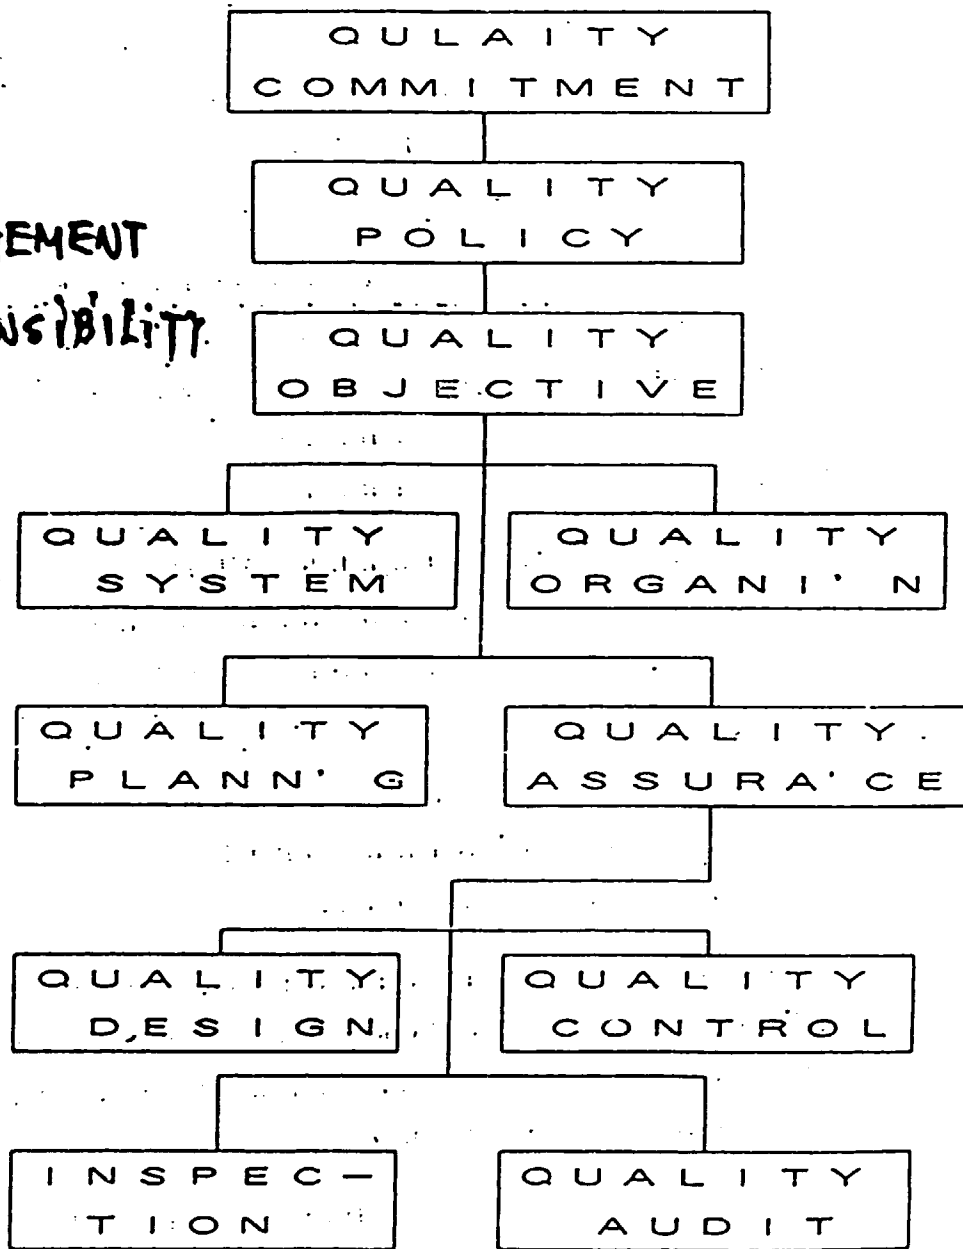 QULAITY
COMMITMENT
QUALITY
POLICY
EMENT
NSIBILITY
QUALITY
OBJECTIVE
QUALITY
SYSTEM
QUALITY
ORGANI'N
QUALITY
PLANN'G
QUALITY
ASSURA'CE
QUALITY
DESIGN
QUALITY
CONTROL
INSPEC-
TION
QUALITY
AUDIT